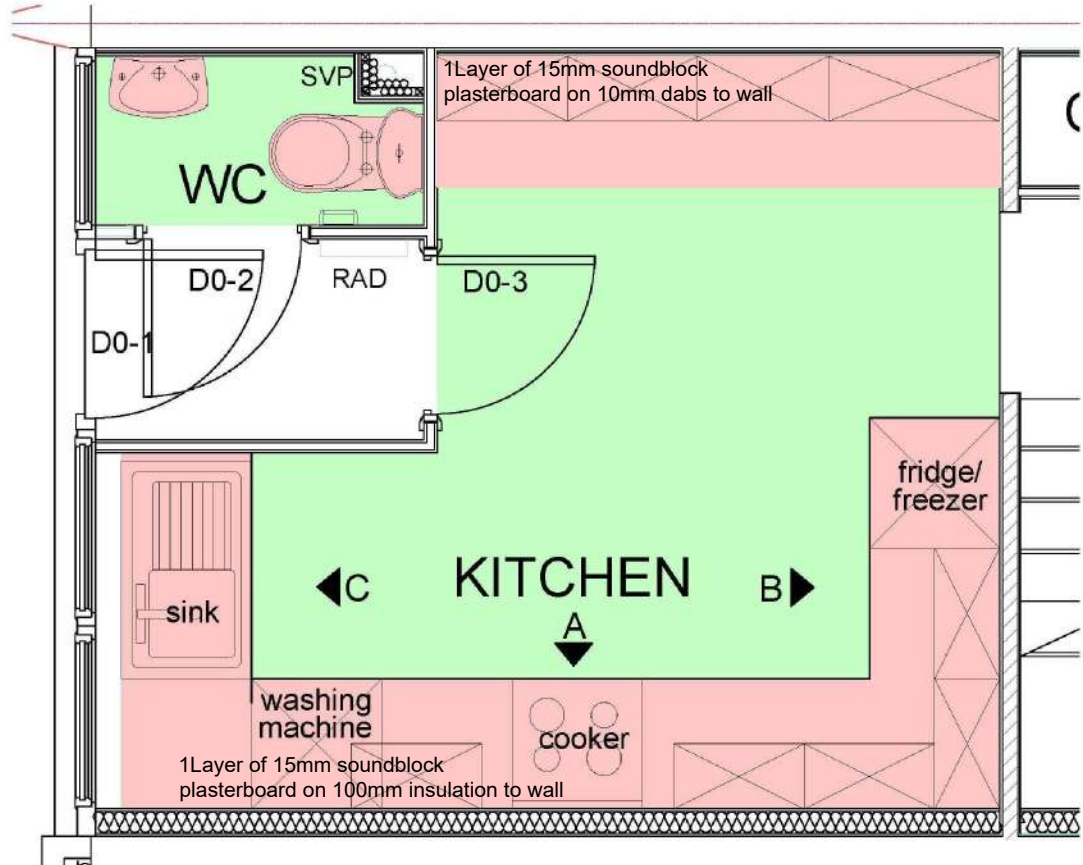 SVP
1Layer of 15mm soundblock
plasterboard on 10mm dabs to wall
WC
D0-2
RAD
D0-3
D0-1
fridge/
freezer
C
KITCHEN
B
A
sink
washing
machine
cooker
1Layer of 15mm soundblock
plasterboard on 100mm insulation to wall